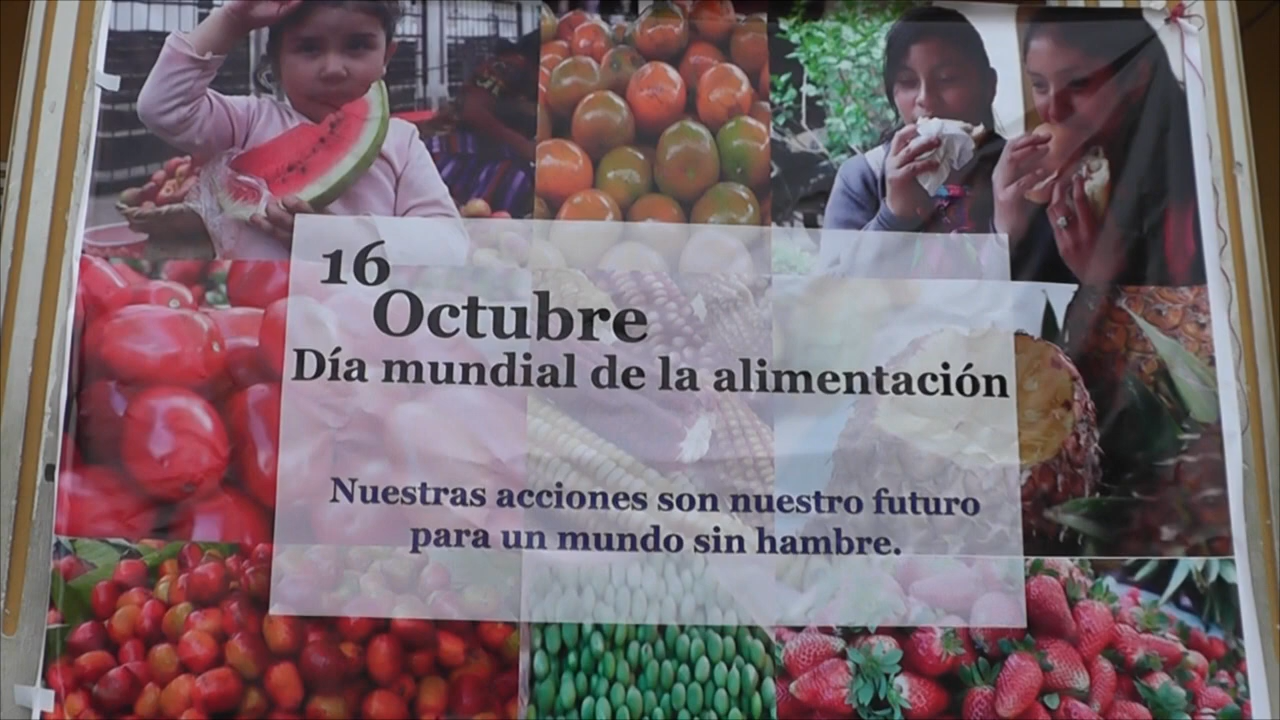 16
Octubre
Día mundial de la alimentación
Nuestras acciones son nuestro futuro
para un mundo sin hambre.